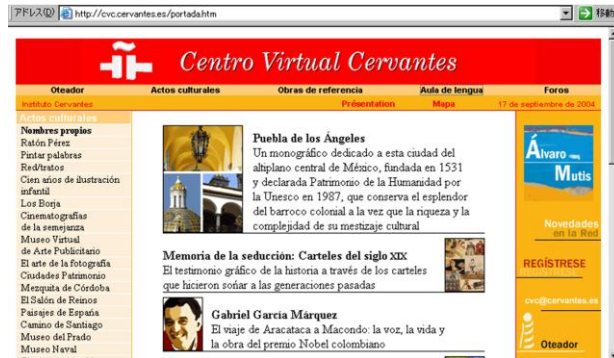 アドレス(D) http://cvc.cervantes.es/portada.htm 移動
Centro Virtual Cervantes
Oteador Actos culturales Obras de referencia Aula de lengua Foros
Instituto Cervantes Présentation Mapa 17 de septiembre de 2004
Actos culturales
Nombres propios
Ratón Pérez
Pintar palabras
Red/tratos
Cien años de ilustración
infantil
Los Borja
Cinematografías
de la semejanza
Museo Virtual
de Arte Publicitario
El arte de la fotografía
Ciudades Patrimonio
Mezquita de Córdoba
El Salón de Reinos
Paisajes de España
Camino de Santiago
Museo del Prado
Museo Naval
Puebla de los Ángeles
Un monográfico dedicado a esta ciudad del
altiplano central de México, fundada en 1531
y declarada Patrimonio de la Humanidad por
la Unesco en 1987, que conserva el esplendor
del barroco colonial a la vez que la riqueza y la
complejidad de su mestizaje cultural
Memoria de la seducción: Carteles del siglo XIX
El testimonio gráfico de la historia a través de los carteles
que hicieron soñar a las generaciones pasadas
Gabriel García Márquez
El viaje de Aracataca a Macondo: la voz, la vida y
la obra del premio Nobel colombiano
Álvaro
Mutis
Novedades
en la Red
REGÍSTRESE
REGÍSTRESE
cvc@cervantes.es
Oteador